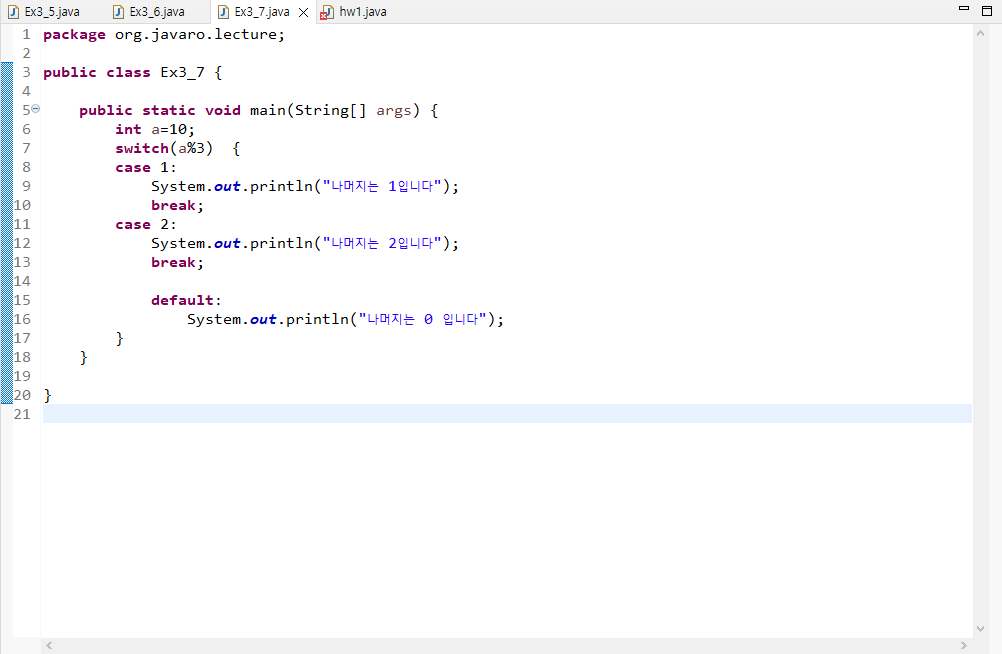 Ex3_5.java Ex3_6.java Ex3_7.java hw1.java
1 package org.javaro.lecture;
2
3 public class Ex3_7 {
4
5 public static void main(String[] args) {
6 int a=10;
7 switch(a%3)  {
8 case 1:
9 System.out.println("나머지는 1입니다");
10 break;
11 case 2:
12 System.out.println("나머지는 2입니다");
13 break;
14
15 default:
16 System.out.println("나머지는 0 입니다");
17 }
18 }
19
20 }
21